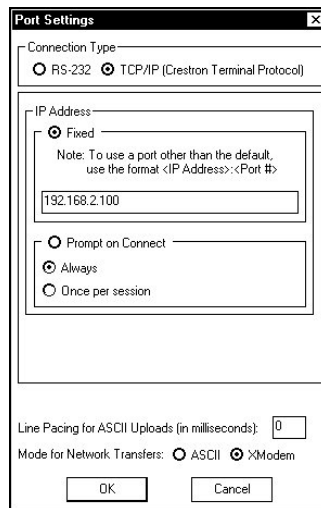 Port Settings
Connection Type
RS-232 TCP/IP (Crestron Terminal Protocol)
IP Address
Fixed
Note: To use a port other than the default,
use the format <IP Address>:<Port #>
192.168.2.100
Prompt on Connect
Always
Once per session
Line Pacing for ASCII Uploads (in milliseconds): 0
Mode for Network Transfers: ASCII XModem
OK Cancel